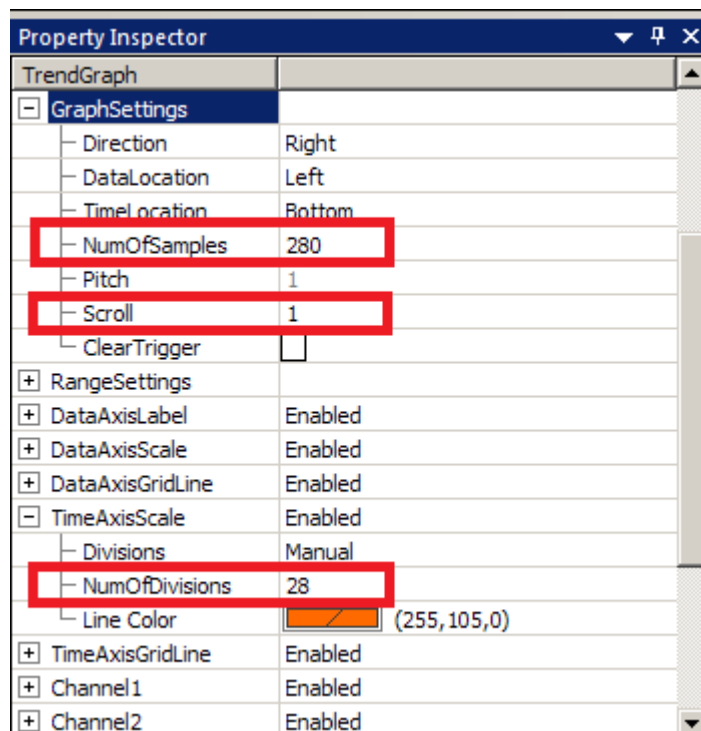 Property Inspector
TrendGraph
GraphSettings
Direction Right
DataLocation Left
TimeLocation Bottom
NumOfSamples 280
Pitch 1
Scroll 1
ClearTrigger
RangeSettings
DataAxisLabel Enabled
DataAxisScale Enabled
DataAxisGridLine Enabled
TimeAxisScale Enabled
Divisions Manual
NumOfDivisions 28
Line Color (255,105,0)
TimeAxisGridLine Enabled
Channel1 Enabled
Channel2 Enabled